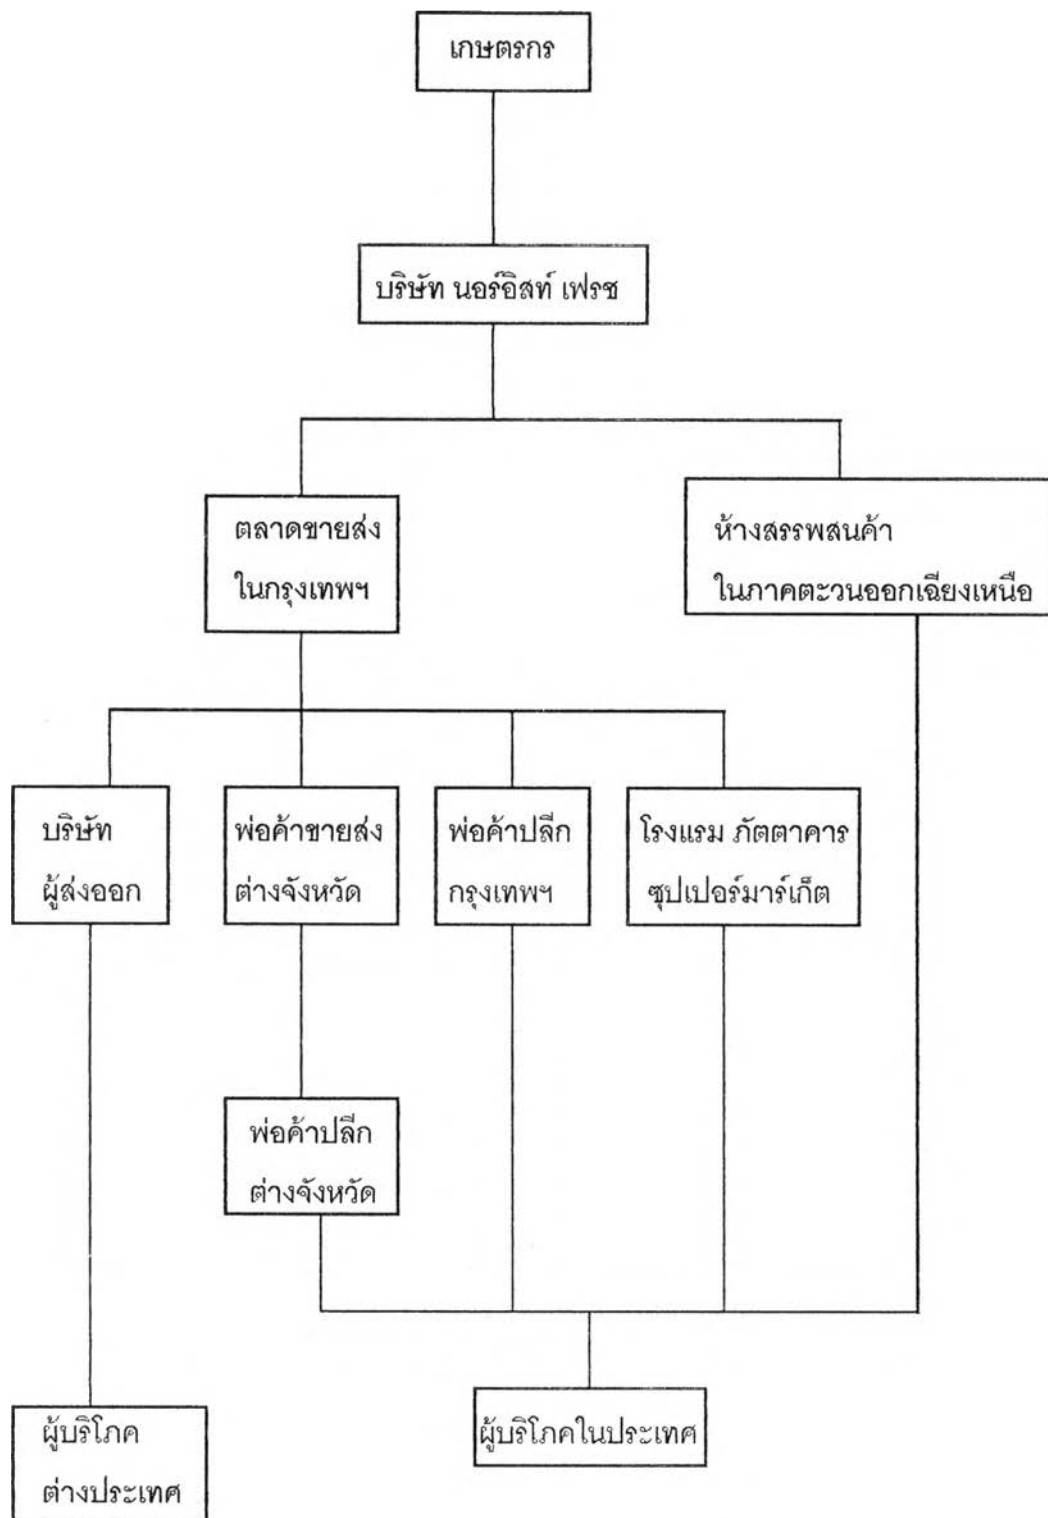 เกษตรกร
บริษัท นอร์อิสท์ เฟรช
ตลาดขายส่ง
ในกรุงเทพฯ
ห้างสรรพสนค้า
ในภาคตะวนออกเฉียงเหนือ
บริษัท
ผู้ส่งออก
พ่อค้าขายส่ง
ต่างจังหวัด
พ่อค้าปลีก
กรุงเทพฯ
โรงแรม ภัตตาคาร
ซุปเปอร์มาร์เก็ต
พ่อค้าปลีก
ต่างจังหวัด
ผู้บริโภคในประเทศ
ผู้บริโภค
ต่างประเทศ